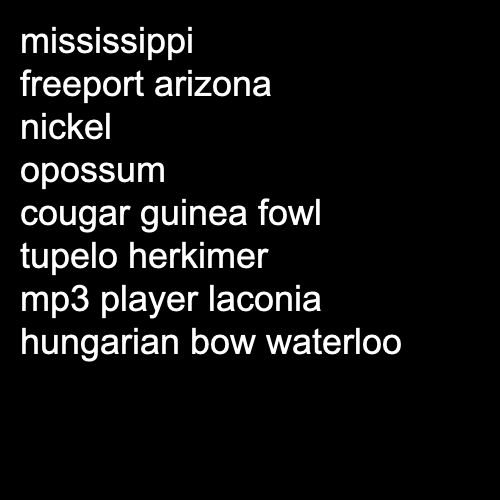 mississippi
freeport arizona
nickel
opossum
cougar guinea fowl
tupelo herkimer
mp3 player laconia
hungarian bow waterloo